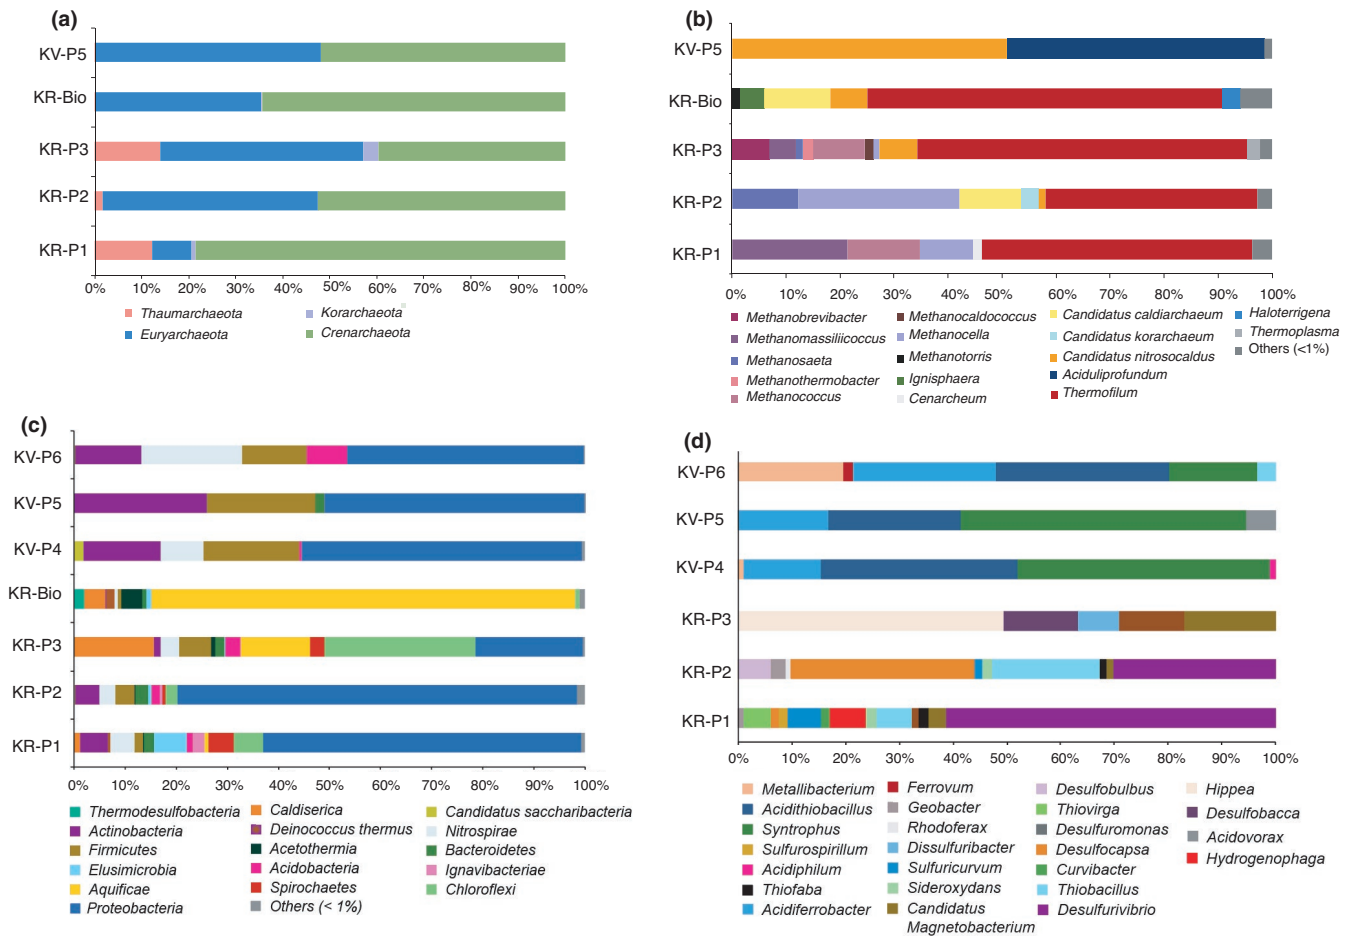 (a)
KV-P5
KR-Bio
KR-P3
KR-P2
KR-P1
0% 10% 20% 30% 40% 50% 60% 70% 80% 90% 100%
Thaumarchaeota Korarchaeota
Euryarchaeota Crenarchaeota
(b)
KV-P5
KR-Bio
KR-P3
KR-P2
KR-P1
0% 10% 20% 30% 40% 50% 60% 70% 80% 90% 100%
Methanobrevibacter
Methanomassiliicoccus
Methanosaeta
Methanothermobacter
Methanococcus
Methanocaldococcus
Methanocella
Methanotorris
Ignisphaera
Cenarcheum
Candidatus caldiarchaeum
Candidatus korarchaeum
Candidatus nitrosocaldus
Aciduliprofundum
Thermofilum
Haloterrigena
Thermoplasma
Others (<1%)
(c)
KV-P6
KV-P5
KV-P4
KR-Bio
KR-P3
KR-P2
KR-P1
0% 10% 20% 30% 40% 50% 60% 70% 80% 90% 100%
Thermodesulfobacteria
Actinobacteria
Firmicutes
Elusimicrobia
Aquificae
Proteobacteria
Caldiserica
Deinococcus thermus
Acetothermia
Acidobacteria
Spirochaetes
Others (< 1%)
Candidatus saccharibacteria
Nitrospirae
Bacteroidetes
Ignavibacteriae
Chloroflexi
(d)
KV-P6
KV-P5
KV-P4
KR-P3
KR-P2
KR-P1
0% 10% 20% 30% 40% 50% 60% 70% 80% 90% 100%
Metallibacterium
Acidithiobacillus
Syntrophus
Sulfurospirillum
Acidiphilum
Thiofaba
Acidiferrobacter
Ferrovum
Geobacter
Rhodoferax
Dissulfuribacter
Sulfuricurvum
Sideroxydans
Candidatus
Magnetobacterium
Desulfobulbus
Thiovirga
Desulfuromonas
Desulfocapsa
Curvibacter
Thiobacillus
Desulfurivibrio
Hippea
Desulfobacca
Acidovorax
Hydrogenophaga